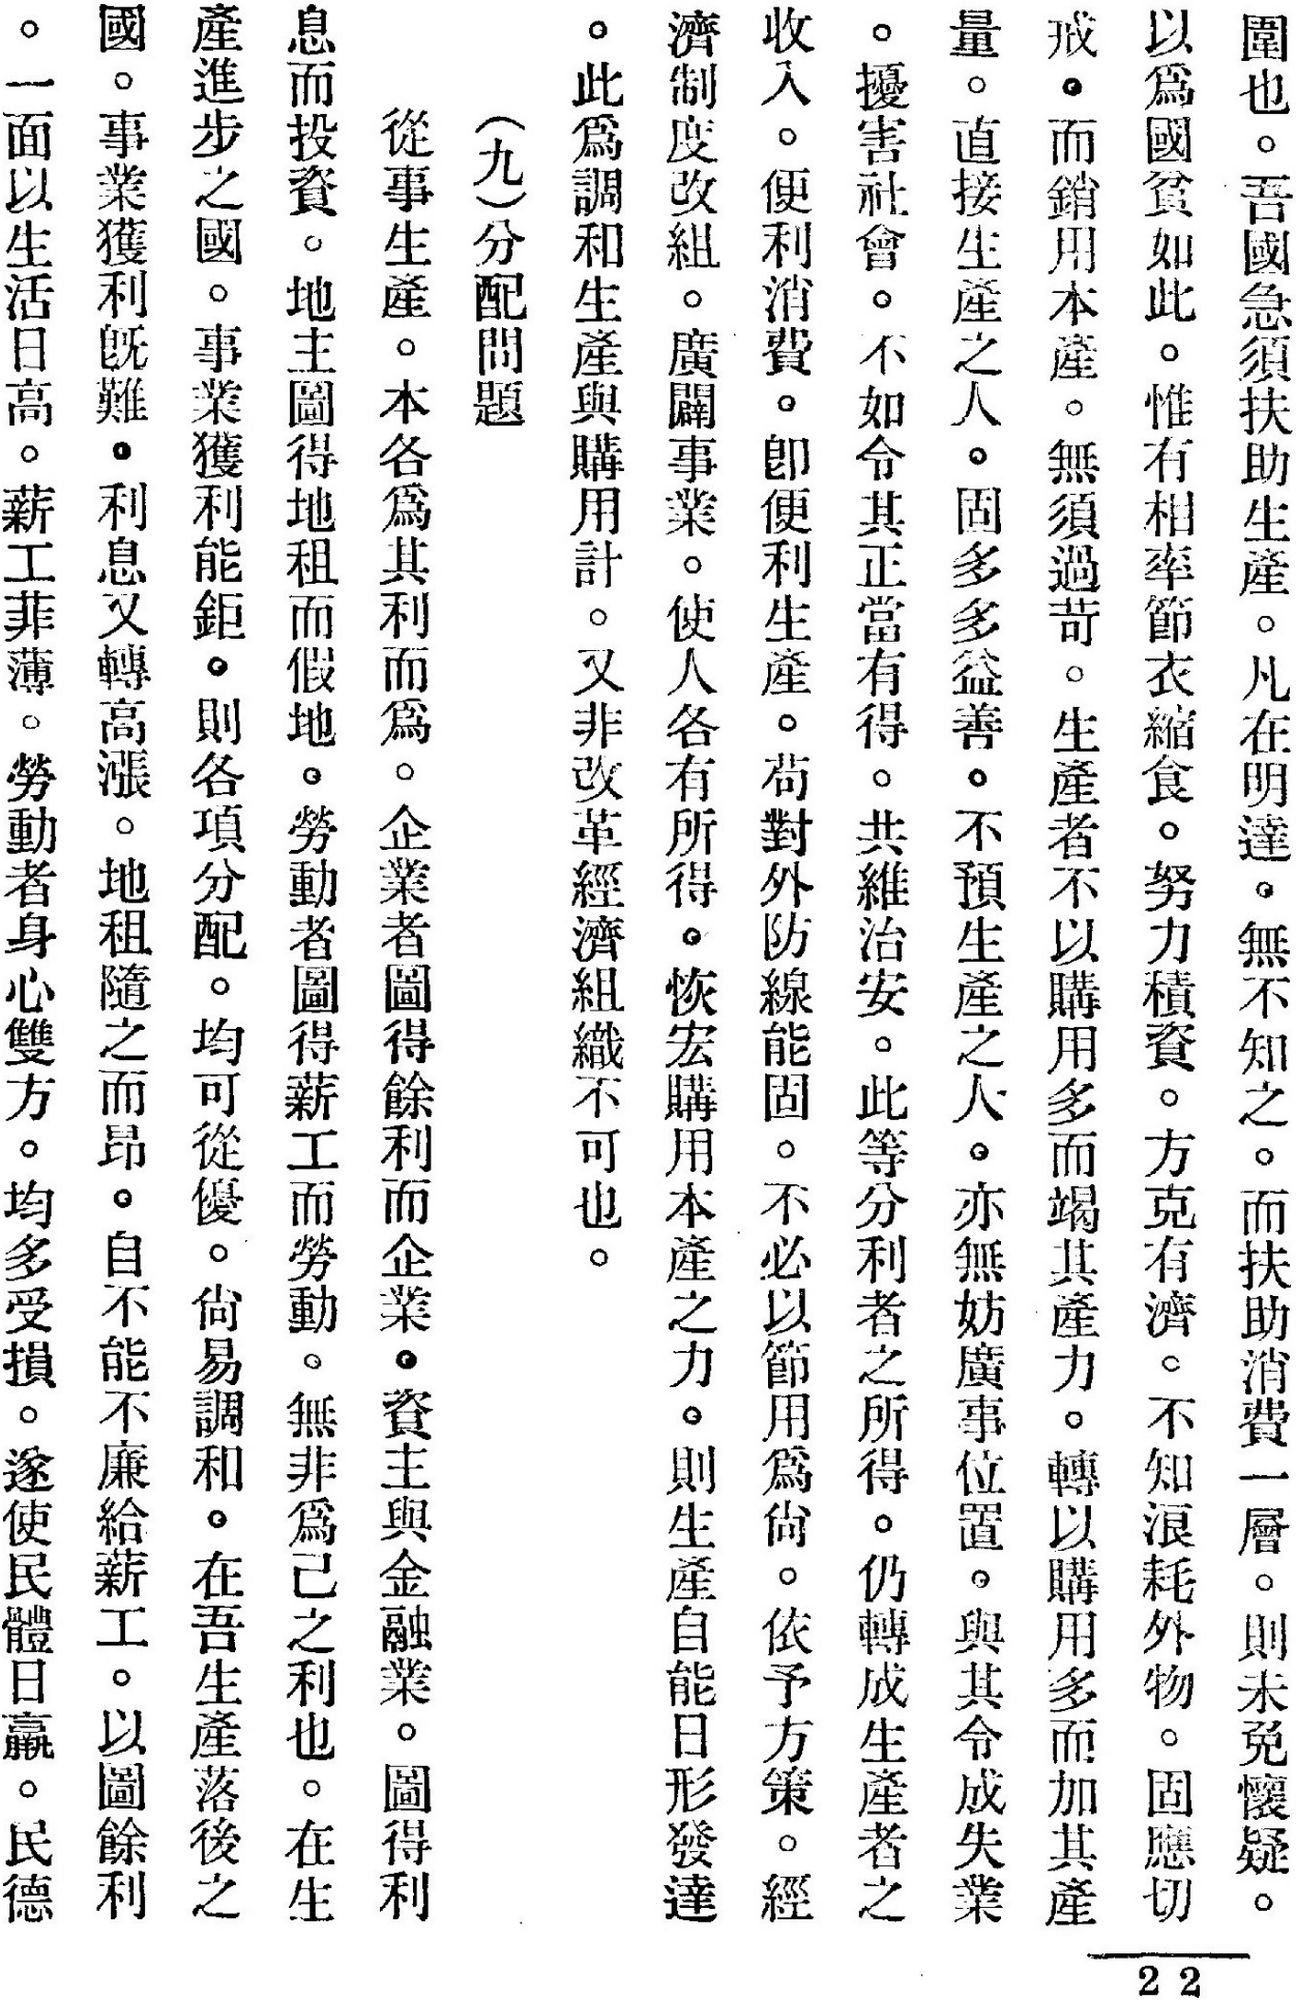 圍也。吾國急須扶助生產。凡在明達。無不知之。而扶助消費一層。則未免懷疑。
以爲國貧如此。惟有相率節衣縮食。努力積資。方克有濟。不知浪耗外物。固應切
戒。而銷用本產。無須過苛。生產者不以購用多而竭其產力。轉以購用多而加其產
量。直接生產之人。固多多益善。不預生產之人。亦無妨廣事位置。與其令成失業
。擾害社會。不如令其正當有得。共維治安。此等分利者之所得。仍轉成生產者之
收入。便利消費。卽便利生產。苟對外防線能固。不必以節用爲尙。依予方策。經
濟制度改組。廣闢事業。使人各有所得。恢宏購用本產之力。則生產自能日形發達
。此爲調和生產與購用計。又非改革經濟組織不可也。
（九）分配問題
從事生產。本各爲其利而爲。企業者圖得餘利而企業。資主與金融業。圖得利
息而投資。地主圖得地租而假地。勞動者圖得薪工而勞動。無非爲己之利也。在生
產進步之國。事業獲利能鉅。則各項分配。均可從優。尙易調和。在吾生產落後之
國。事業獲利旣難。利息又轉高漲。地租隨之而昂。自不能不廉給薪工。以圖餘利
。一面以生活日高。薪工菲薄。勞動者身心雙方。均多受損。遂使民體日羸。民德
22